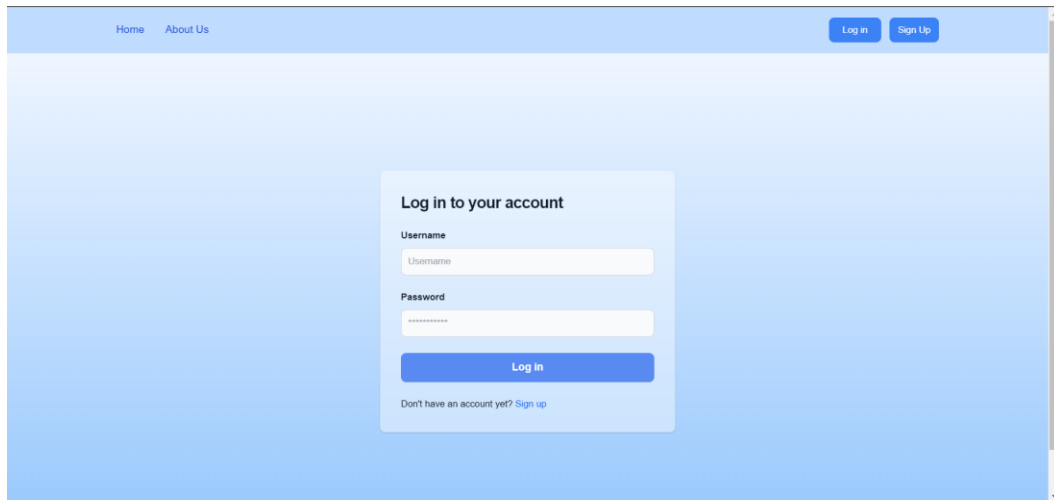 Home About Us Log in Sign Up
Log in to your account
Username
Username
Password
***********
Log in
Don't have an account yet? Sign up